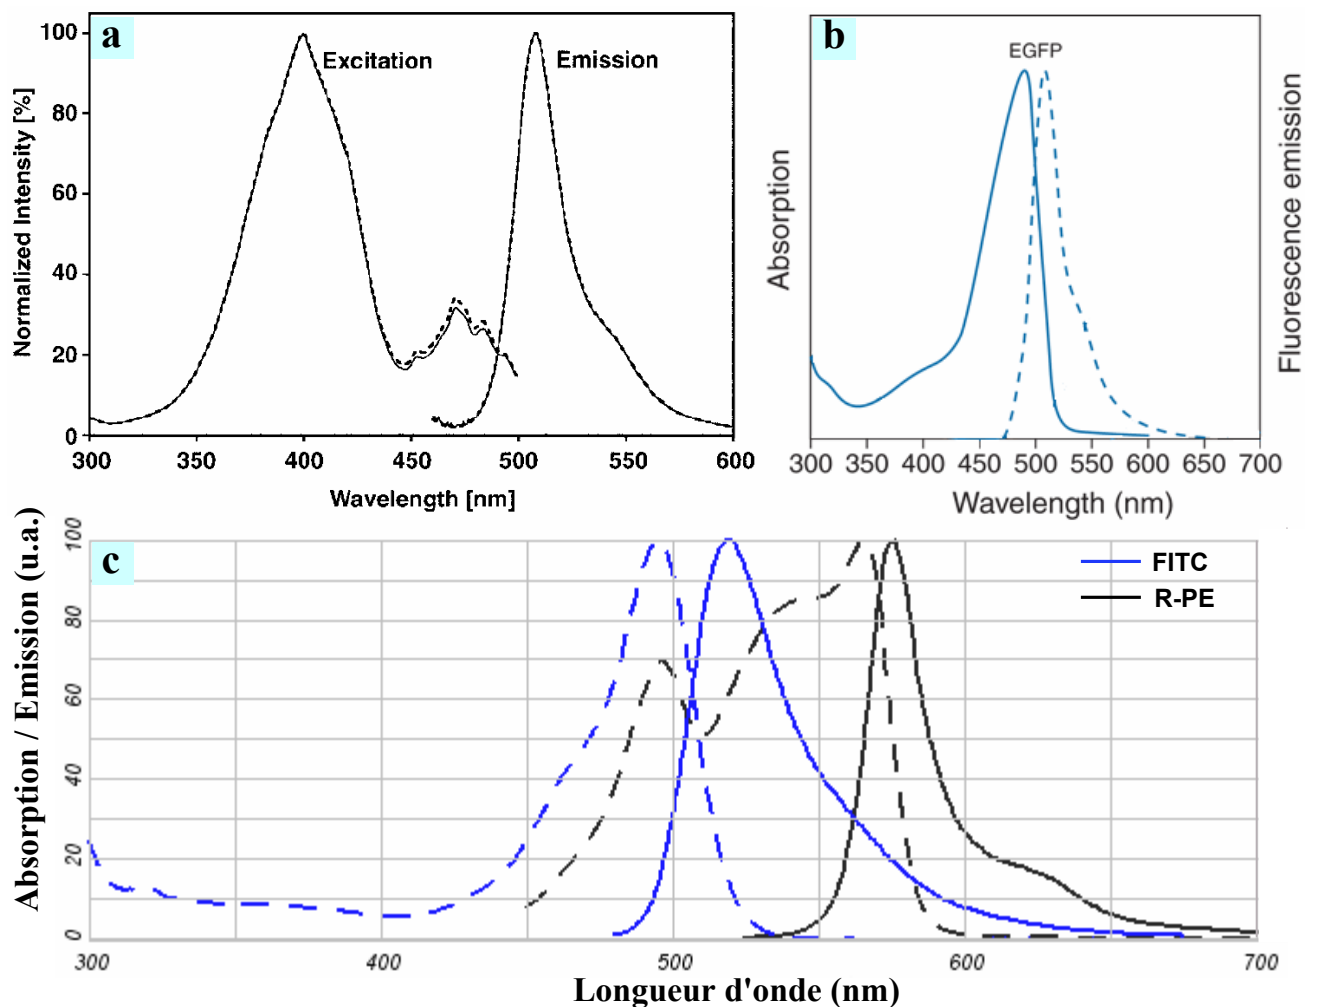 a
Excitation
Emission
Normalized Intensity [%]
100
80
60
40
20
0
300 350 400 450 500 550 600
Wavelength [nm]
b
EGFP
Absorption
Fluorescence emission
300 350 400 450 500 550 600 650 700
Wavelength (nm)
c
FITC
R-PE
Absorption / Emission (u.a.)
100
80
60
40
20
0
300 400 500 600 700
Longueur d'onde (nm)